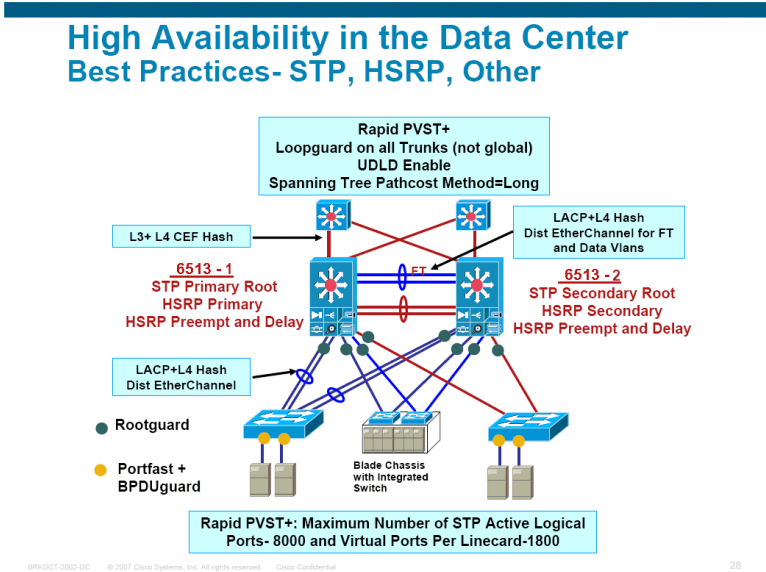 High Availability in the Data Center
Best Practices- STP, HSRP, Other
Rapid PVST+
Loopguard on all Trunks (not global)
UDLD Enable
Spanning Tree Pathcost Method=Long
L3+ L4 CEF Hash
LACP+L4 Hash
Dist EtherChannel for FT
and Data Vlans
FT
6513 - 1
STP Primary Root
HSRP Primary
HSRP Preempt and Delay
6513 - 2
STP Secondary Root
HSRP Secondary
HSRP Preempt and Delay
LACP+L4 Hash
Dist EtherChannel
Rootguard
Portfast +
BPDUguard
Blade Chassis
with Integrated
Switch
Rapid PVST+: Maximum Number of STP Active Logical
Ports- 8000 and Virtual Ports Per Linecard-1800
BRKDCT-2002-DC © 2007 Cisco Systems, Inc. All rights reserved. Cisco Confidential 28